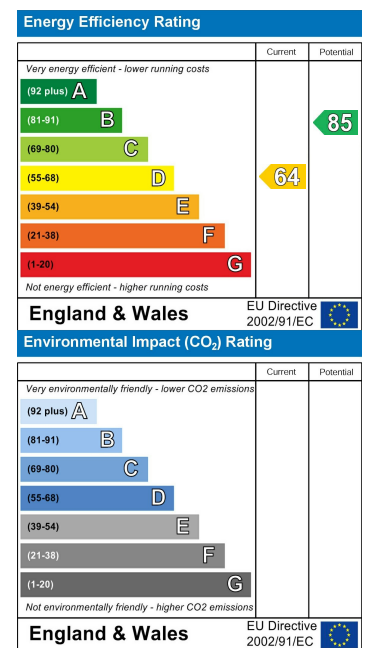 Energy Efficiency Rating
Current Potential
Very energy efficient - lower running costs
(92 plus) A
(81-91) B
85
(69-80) C
(55-68) D
64
(39-54) E
(21-38) F
(1-20) G
Not energy efficient - higher running costs
England & Wales
EU Directive
2002/91/EC
Environmental Impact (CO₂) Rating
Current Potential
Very environmentally friendly - lower CO2 emissions
(92 plus) A
(81-91) B
(69-80) C
(55-68) D
(39-54) E
(21-38) F
(1-20) G
Not environmentally friendly - higher CO2 emissions
England & Wales
EU Directive
2002/91/EC